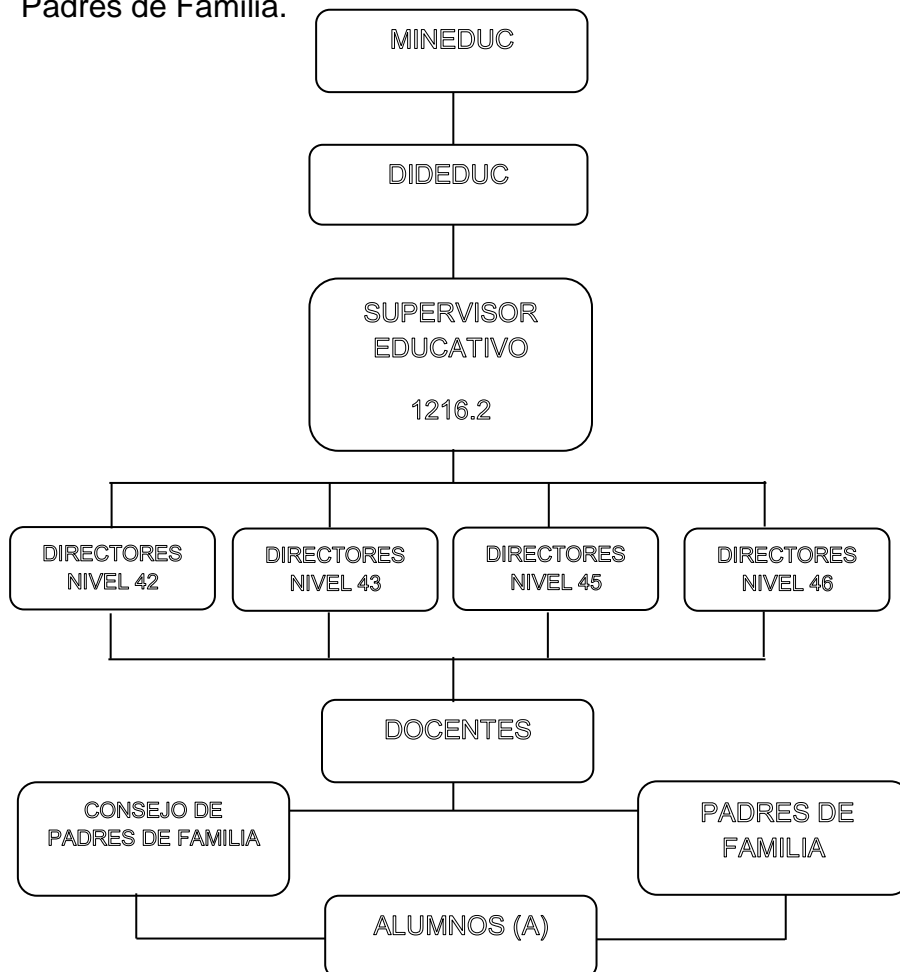 Padres de Familia.
MINEDUC
DIDEDUC
SUPERVISOR
EDUCATIVO
1216.2
DIRECTORES
NIVEL 42
DIRECTORES
NIVEL 43
DIRECTORES
NIVEL 45
DIRECTORES
NIVEL 46
DOCENTES
CONSEJO DE
PADRES DE FAMILIA
PADRES DE
FAMILIA
ALUMNOS (A)